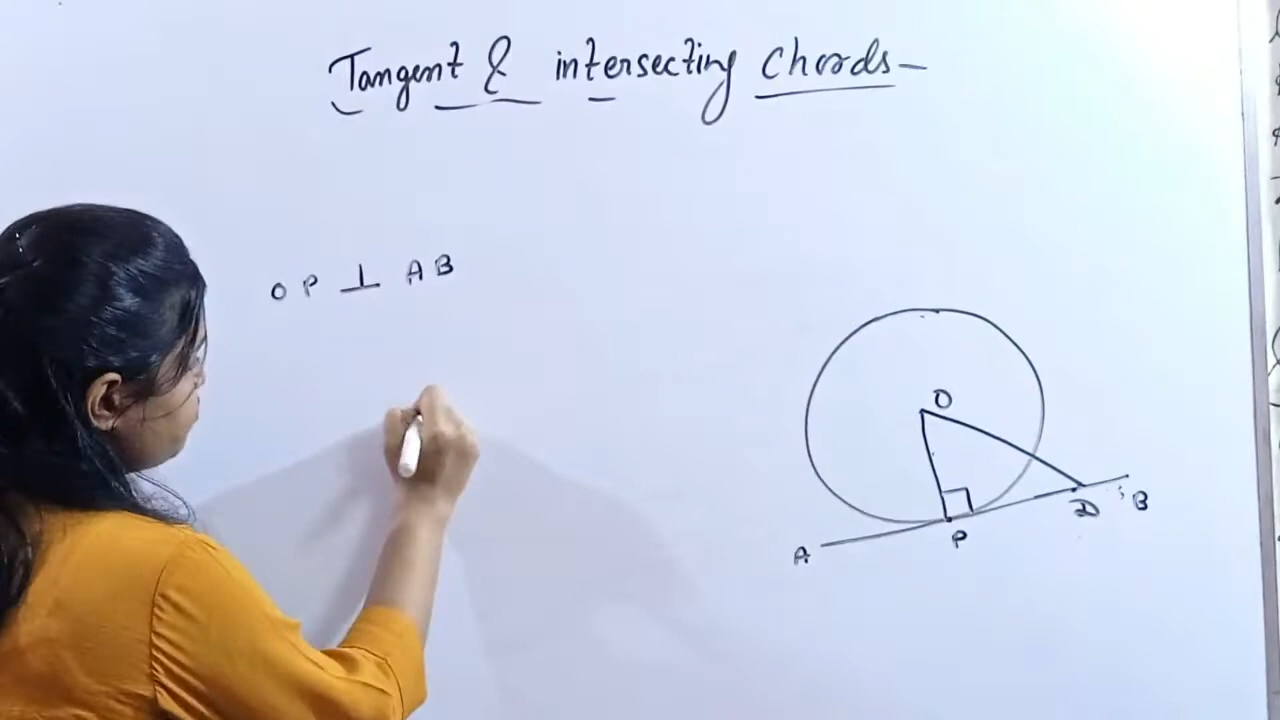 Tangent & intersecting Chords -
OP ⊥ AB
O
D
B
P
A